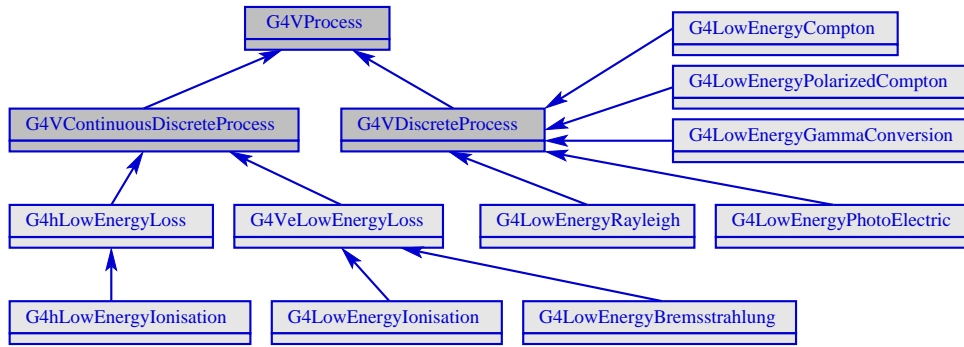 G4VProcess
G4LowEnergyCompton
G4LowEnergyPolarizedCompton
G4VContinuousDiscreteProcess
G4VDiscreteProcess
G4LowEnergyGammaConversion
G4hLowEnergyLoss
G4VeLowEnergyLoss
G4LowEnergyRayleigh
G4LowEnergyPhotoElectric
G4hLowEnergyIonisation
G4LowEnergyIonisation
G4LowEnergyBremsstrahlung